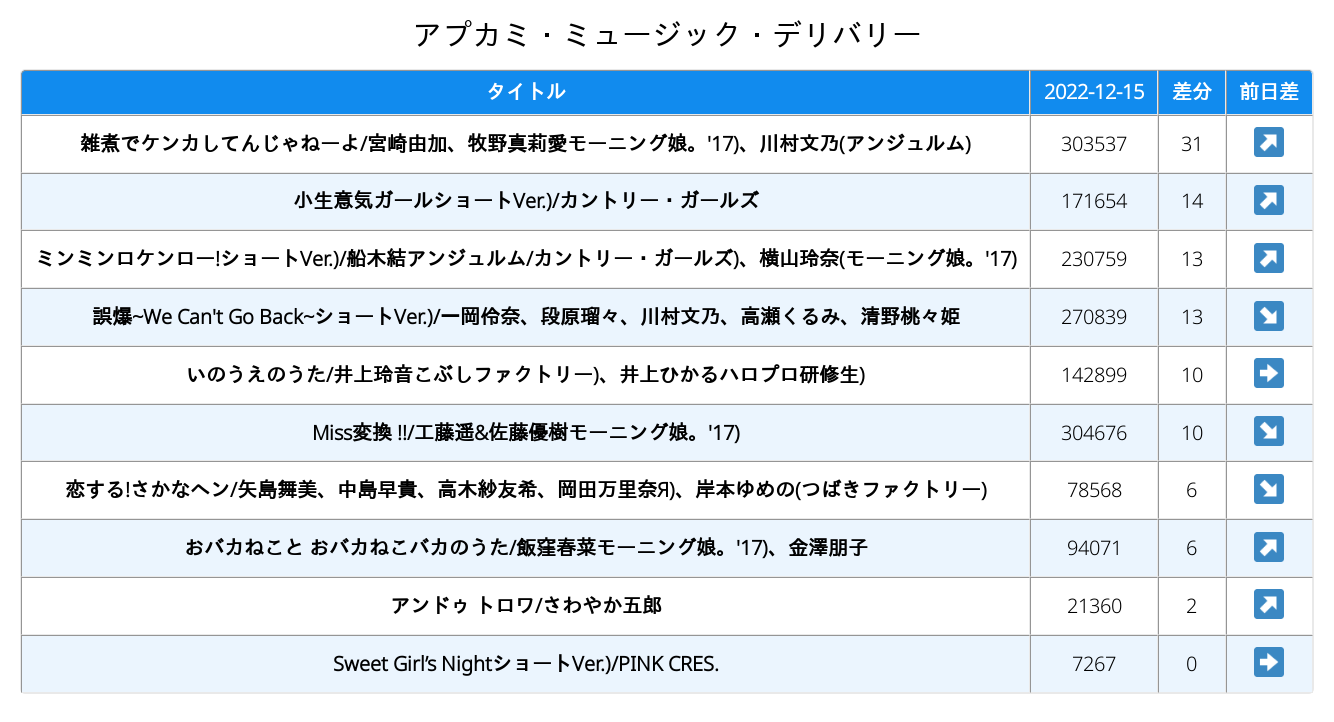 アプカミ・ミュージック・デリバリー
タイトル 2022-12-15 差分 前日差
雑煮でケンカしてんじゃねーよ/宮崎由加、牧野真莉愛モーニング娘。'17)、川村文乃(アンジュルム) 303537 31
小生意気ガールショートVer.)/カントリー・ガールズ 171654 14
ミンミンロケンロー!ショートVer.)/船木結アンジュルム/カントリー・ガールズ)、横山玲奈(モーニング娘。'17) 230759 13
誤爆~We Can't Go Back~ショートVer.)/一岡伶奈、段原瑠々、川村文乃、高瀬くるみ、清野桃々姫 270839 13
いのうえのうた/井上玲音こぶしファクトリー)、井上ひかるハロプロ研修生) 142899 10
Miss変換 !!/工藤遥&佐藤優樹モーニング娘。'17) 304676 10
恋する!さかなヘン/矢島舞美、中島早貴、高木紗友希、岡田万里奈Я)、岸本ゆめの(つばきファクトリー) 78568 6
おバカねこと おバカねこバカのうた/飯窪春菜モーニング娘。'17)、金澤朋子 94071 6
アンドゥ トロワ/さわやか五郎 21360 2
Sweet Girl’s NightショートVer.)/PINK CRES. 7267 0